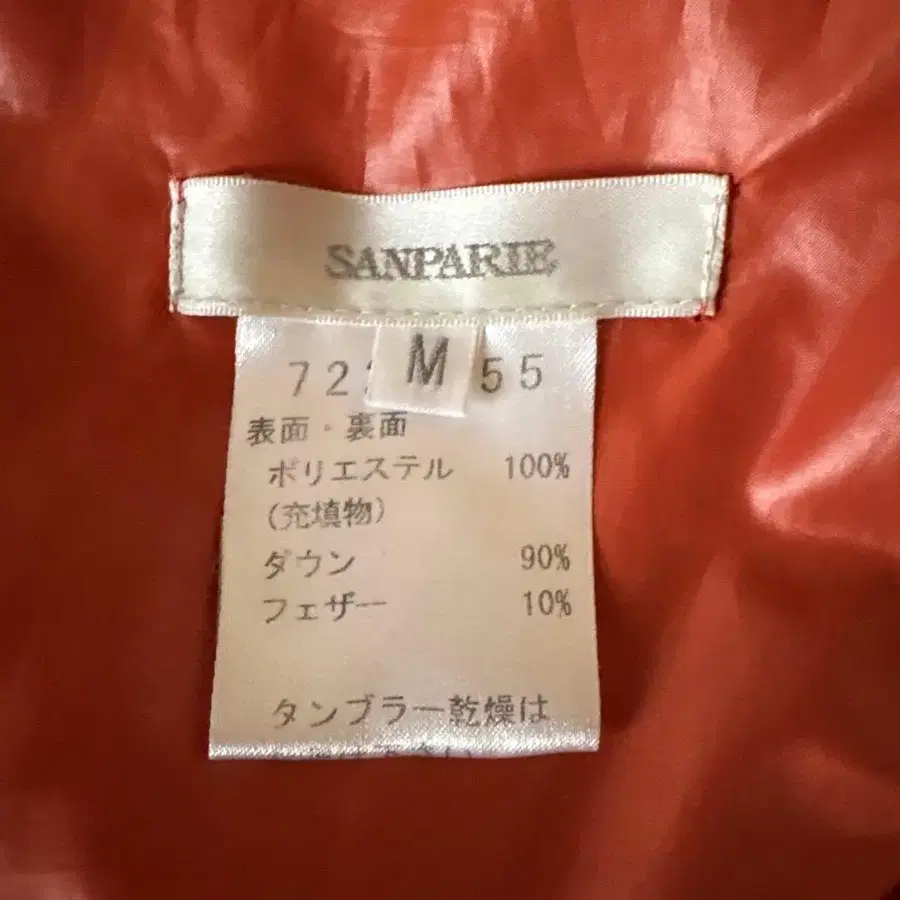 SANPARIE
M
72 55
表面・裏面
ポリエステル 100%
(充填物)
ダウン 90%
フェザー 10%
タンブラー乾燥は